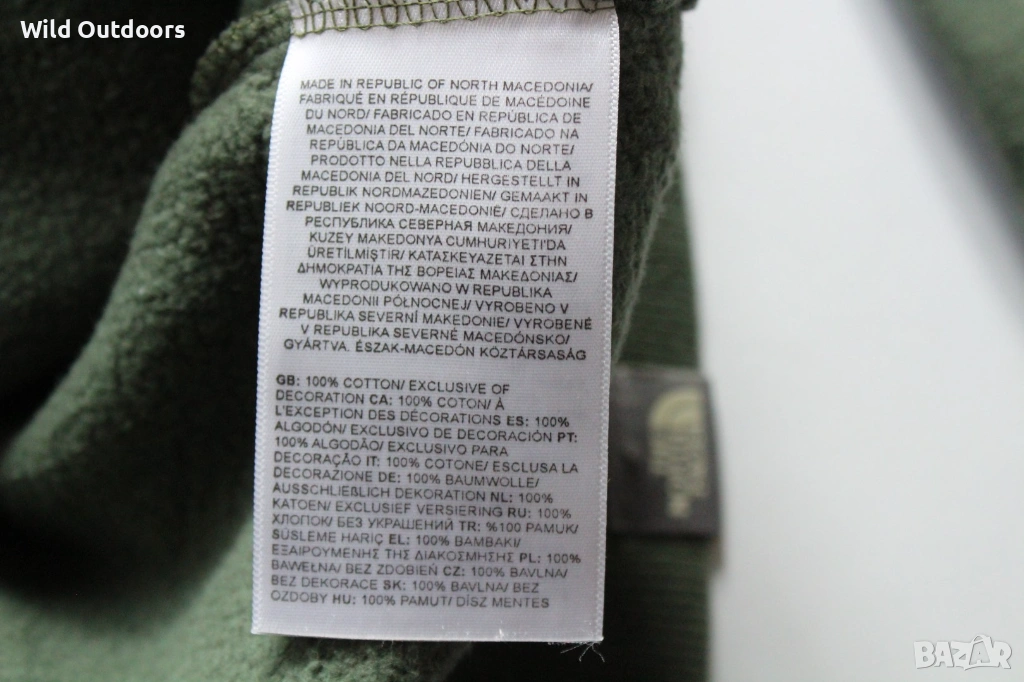 Wild Outdoors
MADE IN REPUBLIC OF NORTH MACEDONIA/
FABRIQUÉ EN RÉPUBLIQUE DE MACÉDOINE
DU NORD/ FABRICADO EN REPÚBLICA DE
MACEDONIA DEL NORTE/ FABRICADO NA
REPÚBLICA DA MACEDÓNIA DO NORTE/
PRODOTTO NELLA REPUBBLICA DELLA
MACEDONIA DEL NORD/ HERGESTELLT IN
REPUBLIK NORDMAZEDONIEN/ GEMAAKT IN
REPUBLIEK NOORD-MACEDONIË/ СДЕЛАНО В
РЕСПУБЛИКА СЕВЕРНАЯ МАКЕДОНИЯ/
KUZEY MAKEDONYA CUMHURİYETİ'DA
ÜRETİLMİŞTİR/ ΚΑΤΑΣΚΕΥΑΖΕΤΑΙ ΣΤΗΝ
ΔΗΜΟΚΡΑΤΙΑ ΤΗΣ ΒΟΡΕΙΑΣ ΜΑΚΕΔΟΝΙΑΣ/
WYPRODUKOWANO W REPUBLIKA
MACEDONII PÓŁNOCNEJ/ VYROBENO V
REPUBLIKA SEVERNÍ MAKEDONIE/ VYROBENÉ
V REPUBLIKA SEVERNÉ MACEDÓNSKO/
GYÁRTVA. ÉSZAK-MACEDÓN KÖZTÁRSASÁG
GB: 100% COTTON/ EXCLUSIVE OF
DECORATION CA: 100% COTON/ À
L'EXCEPTION DES DÉCORATIONS ES: 100%
ALGODÓN/ EXCLUSIVO DE DECORACIÓN PT:
100% ALGODÃO/ EXCLUSIVO PARA
DECORAÇÃO IT: 100% COTONE/ ESCLUSA LA
DECORAZIONE DE: 100% BAUMWOLLE/
AUSSCHLIEßLICH DEKORATION NL: 100%
KATOEN/ EXCLUSIEF VERSIERING RU: 100%
ХЛОПОК/ БЕЗ УКРАШЕНИЙ TR: %100 PAMUK/
SÜSLEME HARİÇ EL: 100% ΒΑΜΒΑΚΙ/
ΕΞΑΙΡΟΥΜΕΝΗΣ ΤΗΣ ΔΙΑΚΟΣΜΗΣΗΣ PL: 100%
BAWEŁNA/ BEZ ZDOBIEŃ CZ: 100% BAVLNA/
BEZ DEKORACE SK: 100% BAVLNA/ BEZ
OZDOBY HU: 100% PAMUT/ DÍSZ MENTES
BAZAR